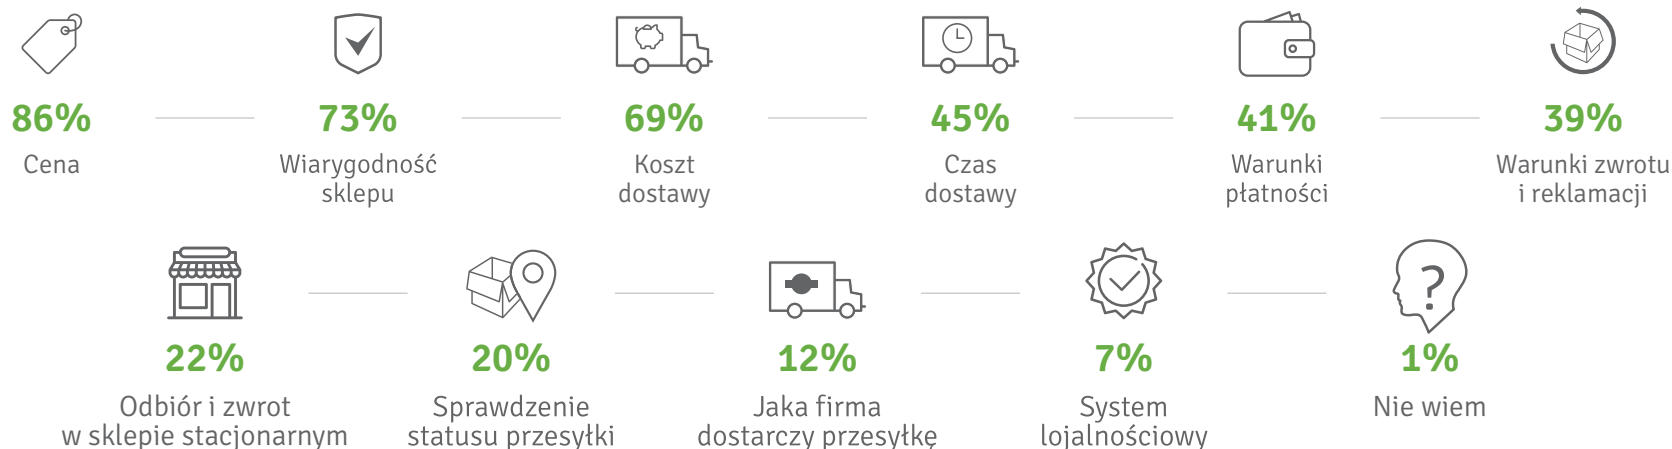 86%
Cena
73%
Wiarygodność
sklepu
69%
Koszt
dostawy
45%
Czas
dostawy
41%
Warunki
płatności
39%
Warunki zwrotu
i reklamacji
22%
Odbiór i zwrot
w sklepie stacjonarnym
20%
Sprawdzenie
statusu przesyłki
12%
Jaka firma
dostarczy przesyłkę
7%
System
lojalnościowy
?
1%
Nie wiem